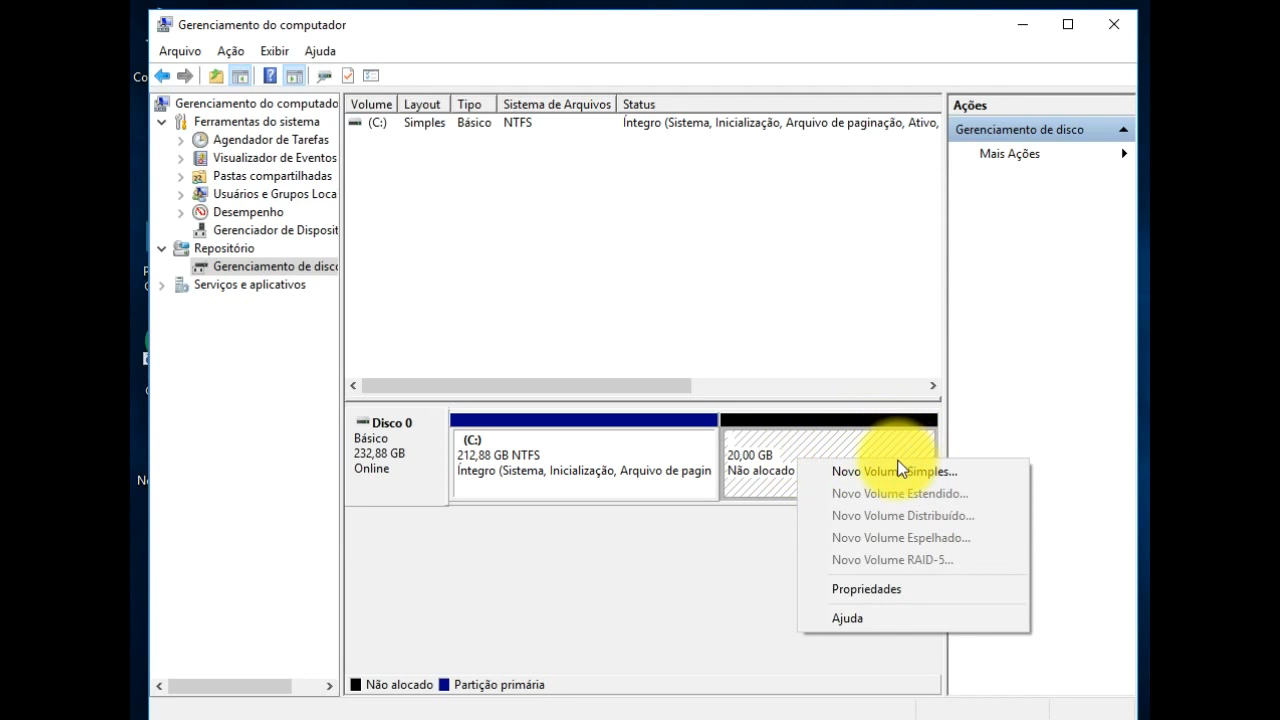 Gerenciamento do computador
Arquivo Ação Exibir Ajuda
Gerenciamento do computado
Ferramentas do sistema
Agendador de Tarefas
Visualizador de Eventos
Pastas compartilhadas
Usuários e Grupos Loca
Desempenho
Gerenciador de Disposit
Repositório
Gerenciamento de disco
Serviços e aplicativos
Volume Layout Tipo Sistema de Arquivos Status
(C:) Simples Básico NTFS Íntegro (Sistema, Inicialização, Arquivo de paginação, Ativo,
Ações
Gerenciamento de disco
Mais Ações
Disco 0
Básico
232,88 GB
Online
(C:)
212,88 GB NTFS
Íntegro (Sistema, Inicialização, Arquivo de pagin
20,00 GB
Não alocado
Novo Volume Simples...
Novo Volume Estendido...
Novo Volume Distribuído...
Novo Volume Espelhado...
Novo Volume RAID-5...
Propriedades
Ajuda
Não alocado Partição primária